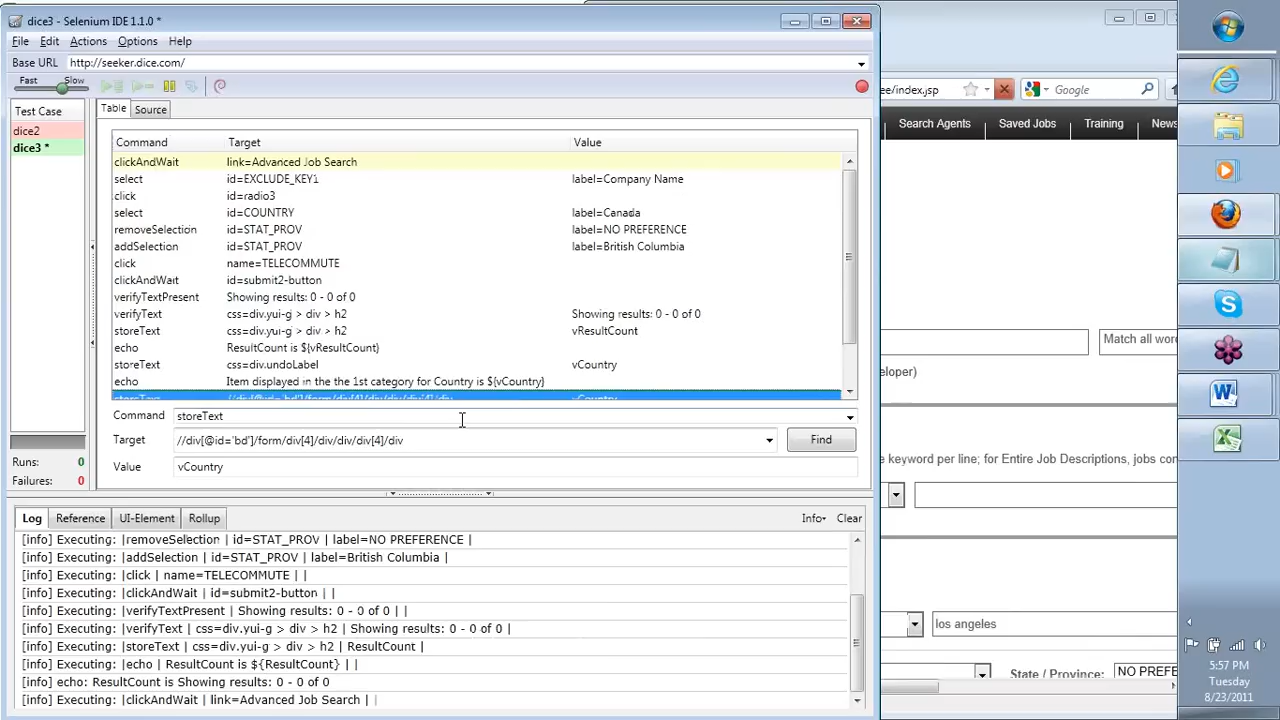 dice3 - Selenium IDE 1.1.0 *
File Edit Actions Options Help
Base URL http://seeker.dice.com/
Fast Slow
Test Case
dice2
dice3 *
Table Source
Command Target Value
clickAndWait link=Advanced Job Search
select id=EXCLUDE_KEY1 label=Company Name
click id=radio3
select id=COUNTRY label=Canada
removeSelection id=STAT_PROV label=NO PREFERENCE
addSelection id=STAT_PROV label=British Columbia
click name=TELECOMMUTE
clickAndWait id=submit2-button
verifyTextPresent Showing results: 0 - 0 of 0
verifyText css=div.yui-g > div > h2 Showing results: 0 - 0 of 0
storeText css=div.yui-g > div > h2 vResultCount
echo ResultCount is ${vResultCount}
storeText css=div.undoLabel vCountry
echo Item displayed in the the 1st category for Country is ${vCountry}
storeText //div[@id='bd']/form/div[4]/div/div/div[4]/div vCountry
Command storeText
Target //div[@id='bd']/form/div[4]/div/div/div[4]/div Find
Value vCountry
Runs: 0
Failures: 0
Log Reference UI-Element Rollup Info Clear
[info] Executing: |removeSelection | id=STAT_PROV | label=NO PREFERENCE |
[info] Executing: |addSelection | id=STAT_PROV | label=British Columbia |
[info] Executing: |click | name=TELECOMMUTE | |
[info] Executing: |clickAndWait | id=submit2-button | |
[info] Executing: |verifyTextPresent | Showing results: 0 - 0 of 0 | |
[info] Executing: |verifyText | css=div.yui-g > div > h2 | Showing results: 0 - 0 of 0 |
[info] Executing: |storeText | css=div.yui-g > div > h2 | ResultCount |
[info] Executing: |echo | ResultCount is ${ResultCount} | |
[info] echo: ResultCount is Showing results: 0 - 0 of 0
[info] Executing: |clickAndWait | link=Advanced Job Search | |
ee/index.jsp Google
Search Agents Saved Jobs Training News
Match all wor
eloper)
e keyword per line; for Entire Job Descriptions, jobs con
los angeles
State / Province: NO PREFE
5:57 PM
Tuesday
8/23/2011